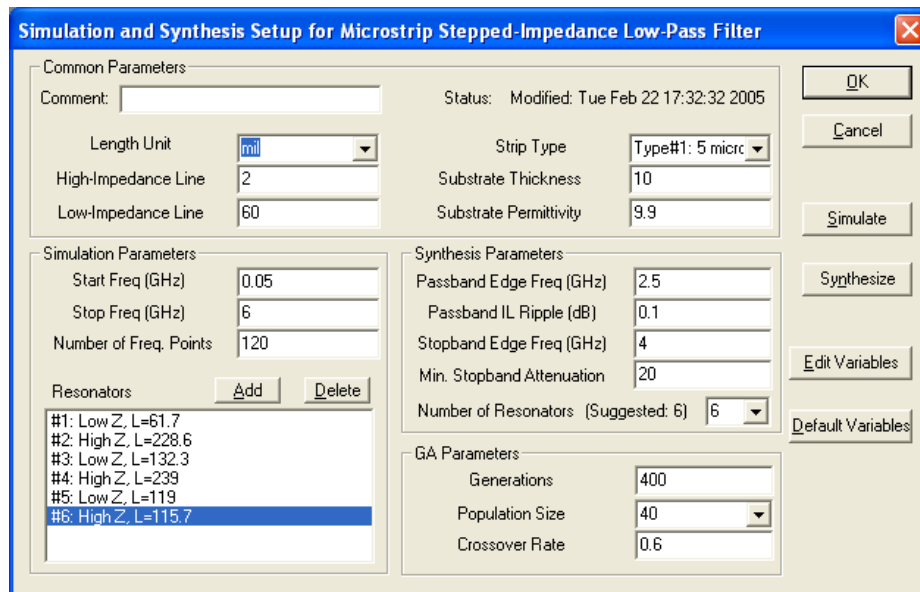 Simulation and Synthesis Setup for Microstrip Stepped-Impedance Low-Pass Filter
Common Parameters
Comment:
Status: Modified: Tue Feb 22 17:32:32 2005
Length Unit mil
Strip Type Type#1: 5 micro
High-Impedance Line 2
Substrate Thickness 10
Low-Impedance Line 60
Substrate Permittivity 9.9
OK
Cancel
Simulate
Synthesize
Edit Variables
Default Variables
Simulation Parameters
Start Freq (GHz) 0.05
Stop Freq (GHz) 6
Number of Freq. Points 120
Resonators Add Delete
#1: Low Z, L=61.7
#2: High Z, L=228.6
#3: Low Z, L=132.3
#4: High Z, L=239
#5: Low Z, L=119
#6: High Z, L=115.7
Synthesis Parameters
Passband Edge Freq (GHz) 2.5
Passband IL Ripple (dB) 0.1
Stopband Edge Freq (GHz) 4
Min. Stopband Attenuation 20
Number of Resonators (Suggested: 6) 6
GA Parameters
Generations 400
Population Size 40
Crossover Rate 0.6